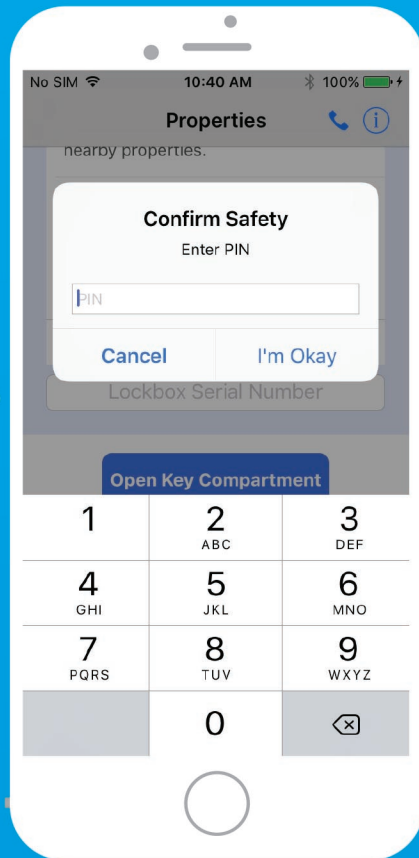 No SIM 10:40 AM 100%
Properties
nearby properties.
Confirm Safety
Enter PIN
PIN
Cancel I'm Okay
Lockbox Serial Number
Open Key Compartment
1 2 3
ABC DEF
4 5 6
GHI JKL MNO
7 8 9
PQRS TUV WXYZ
0